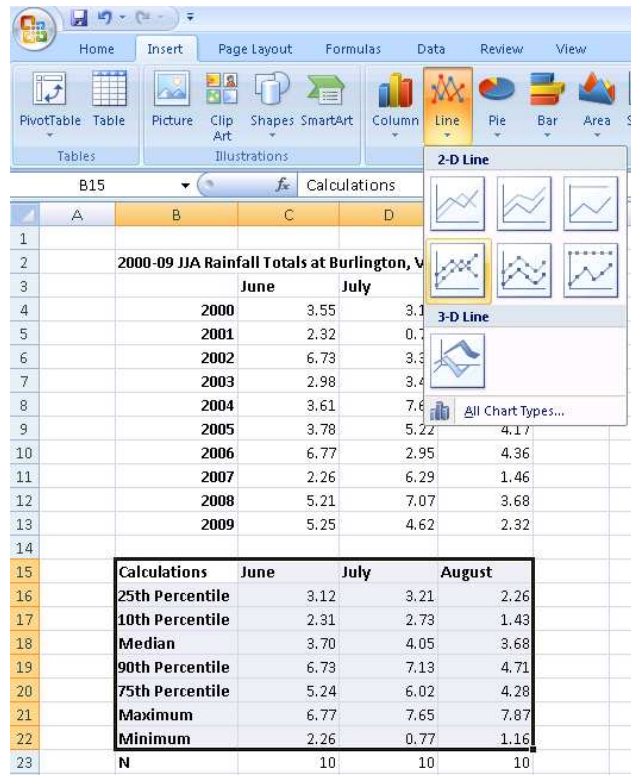 Home Insert Page Layout Formulas Data Review View
PivotTable Table Picture Clip Art Shapes SmartArt Column Line Pie Bar Area
Tables Illustrations
2-D Line
B15 fx Calculations
A B C D
1
2 2000-09 JJA Rainfall Totals at Burlington,
3 June July
3-D Line
4 2000 3.55
5 2001 2.32
6 2002 6.73
7 2003 2.98
8 2004 3.61
All Chart Types...
9 2005 3.78 5.22 4.17
10 2006 6.77 2.95 4.36
11 2007 2.26 6.29 1.46
12 2008 5.21 7.07 3.68
13 2009 5.25 4.62 2.32
14
15 Calculations June July August
16 25th Percentile 3.12 3.21 2.26
17 10th Percentile 2.31 2.73 1.43
18 Median 3.70 4.05 3.68
19 90th Percentile 6.73 7.13 4.71
20 75th Percentile 5.24 6.02 4.28
21 Maximum 6.77 7.65 7.87
22 Minimum 2.26 0.77 1.16
23 N 10 10 10